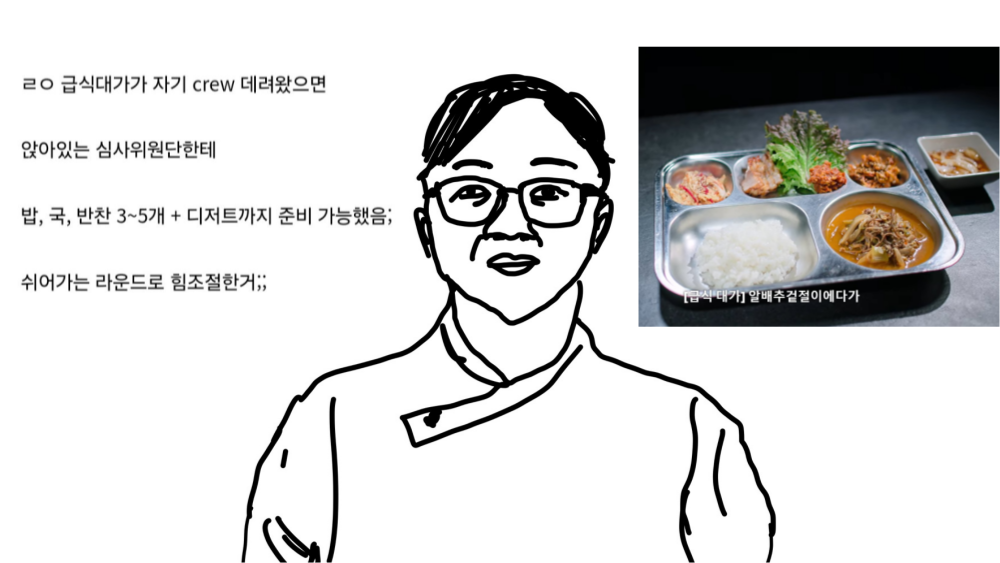 ㄹㅇ 급식대가가 자기 crew 데려왔으면
앉아있는 심사위원단한테
밥, 국, 반찬 3~5개 + 디저트까지 준비 가능했음;
쉬어가는 라운드로 힘조절한거;;
[급식 대가] 알배추겉절이에다가